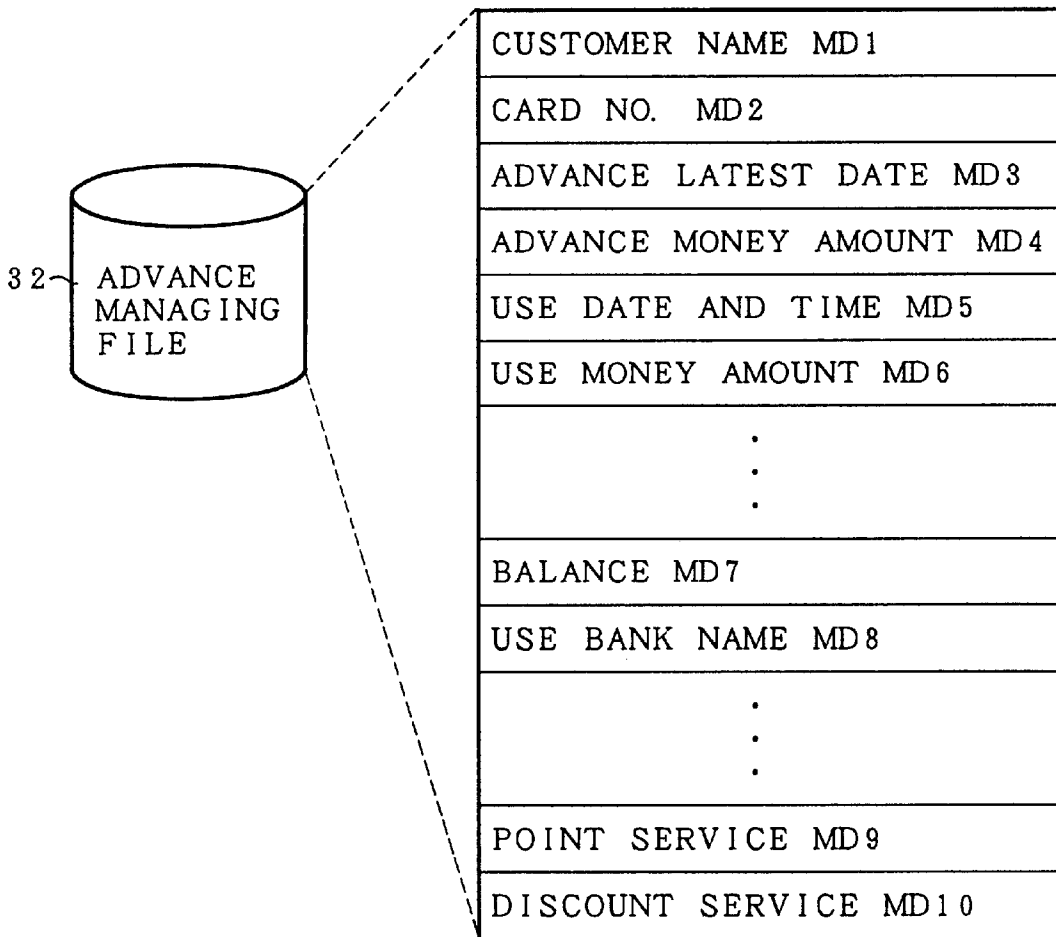 32 ADVANCE
MANAGING
FILE
CUSTOMER NAME MD1
CARD NO. MD2
ADVANCE LATEST DATE MD3
ADVANCE MONEY AMOUNT MD4
USE DATE AND TIME MD5
USE MONEY AMOUNT MD6
BALANCE MD7
USE BANK NAME MD8
POINT SERVICE MD9
DISCOUNT SERVICE MD10